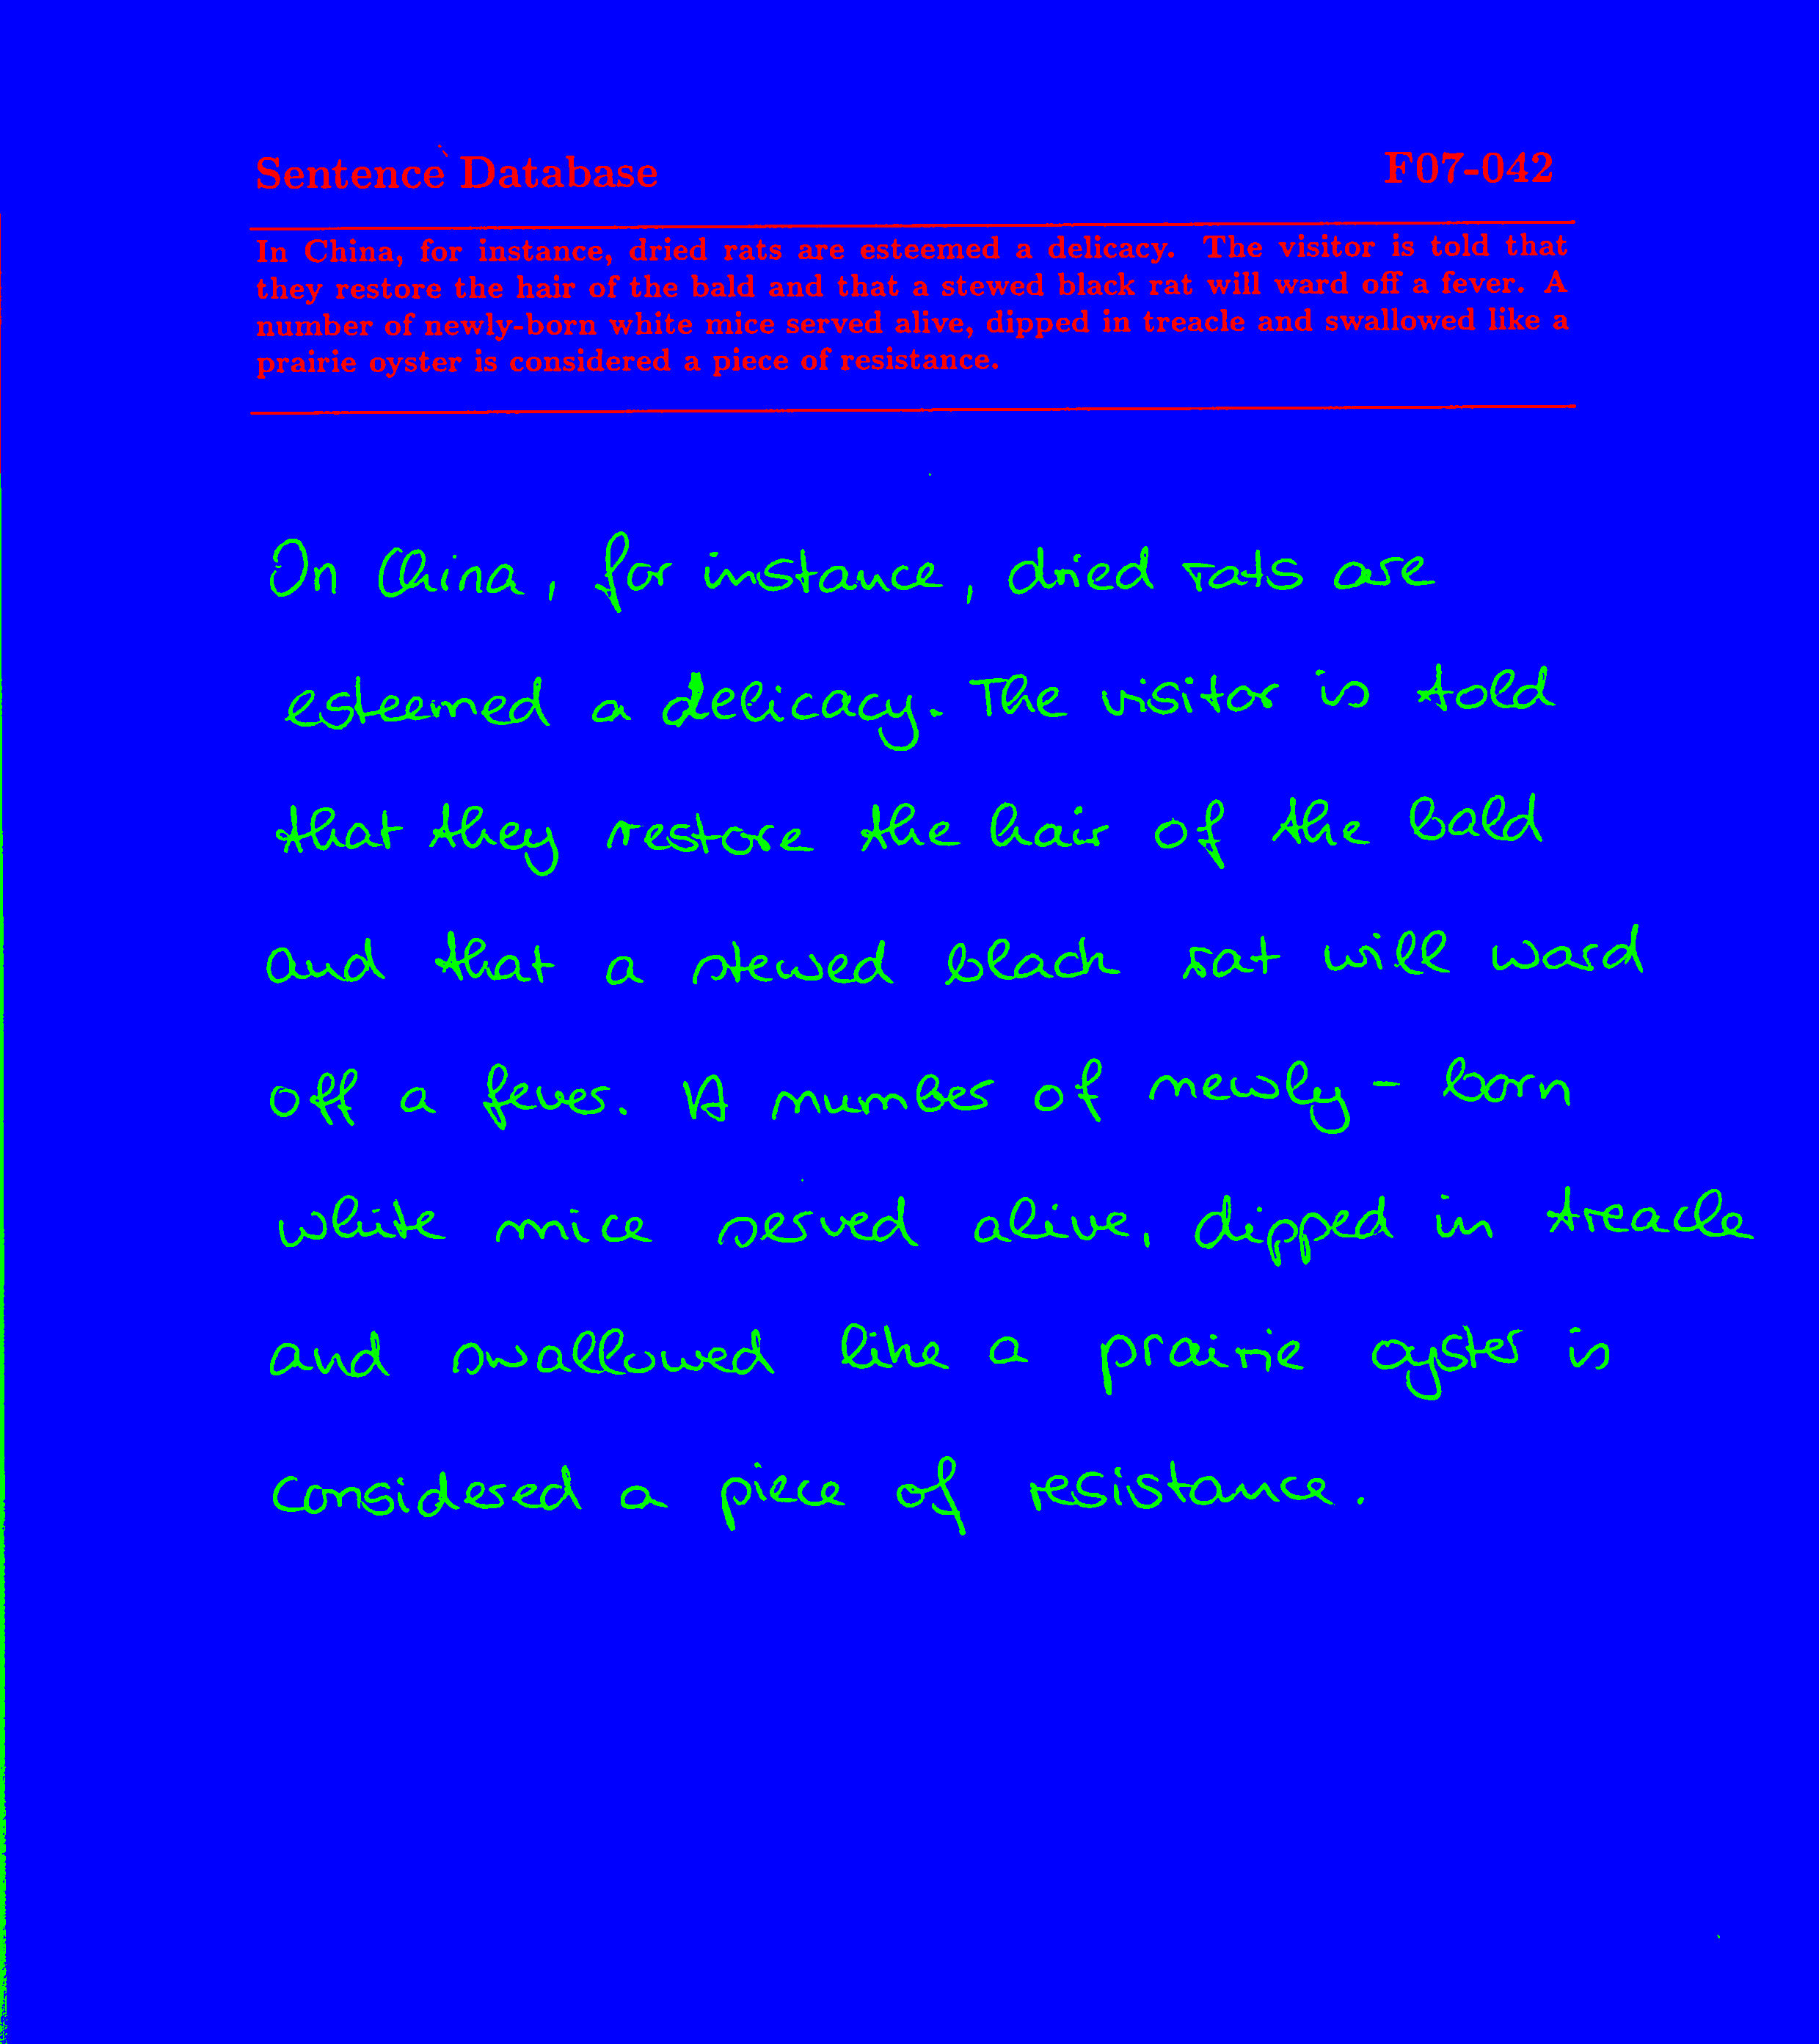 Sentence Database F07-042
In China, for instance, dried rats are esteemed a delicacy. The visitor is told that
they restore the hair of the bald and that a stewed black rat will ward off a fever. A
number of newly-born white mice served alive, dipped in treacle and swallowed like a
prairie oyster is considered a piece of resistance.
In China, for instance, dried rats are
esteemed a delicacy. The visitor is told
that they restore the hair of the bald
and that a stewed black rat will ward
off a fever. A number of newly-born
white mice served alive, dipped in treacle
and swallowed like a prairie oyster is
considered a piece of resistance.